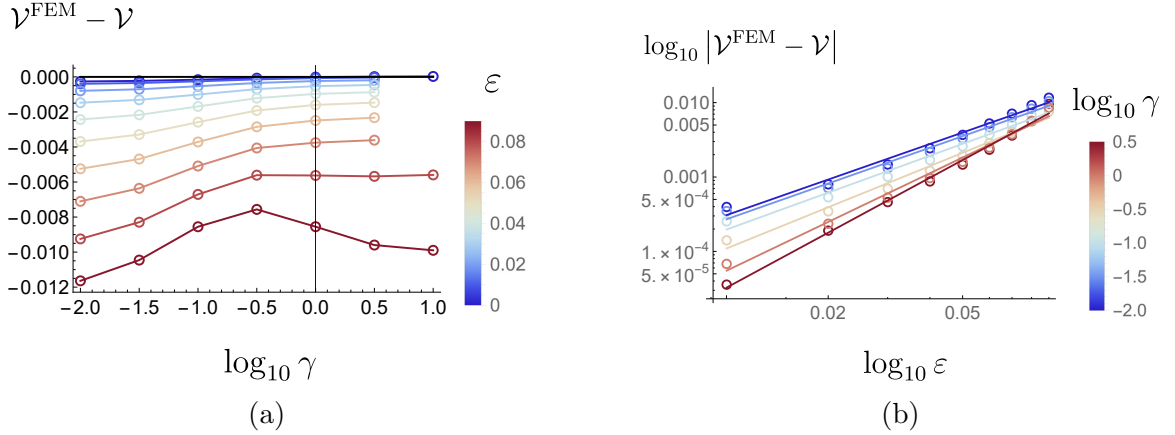 𝒱^FEM − 𝒱
0.000
−0.002
−0.004
−0.006
−0.008
−0.010
−0.012
−2.0 −1.5 −1.0 −0.5 0.0 0.5 1.0
log₁₀ γ
ε
0.08
0.06
0.04
0.02
0
(a)
log₁₀ |𝒱^FEM − 𝒱|
0.010
0.005
0.001
5.×10⁻⁴
1.×10⁻⁴
5.×10⁻⁵
0.02 0.05
log₁₀ ε
log₁₀ γ
0.5
0
−0.5
−1.0
−1.5
−2.0
(b)